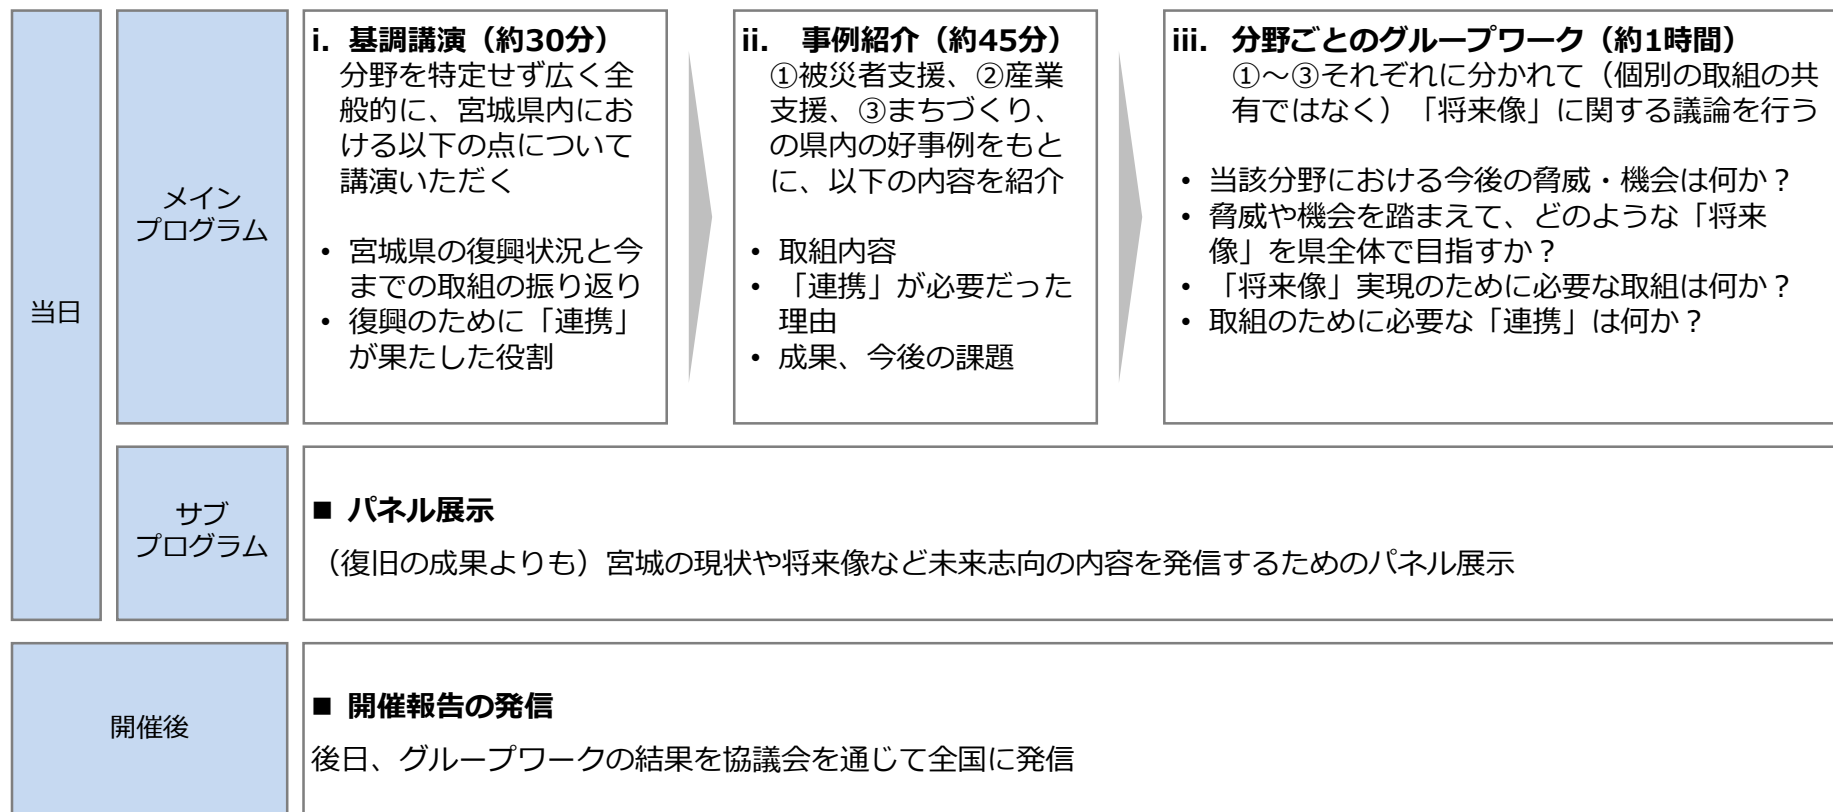 当日
メイン
プログラム
i. 基調講演（約30分）
分野を特定せず広く全
般的に、宮城県内にお
ける以下の点について
講演いただく
• 宮城県の復興状況と今
までの取組の振り返り
• 復興のために「連携」
が果たした役割
ii. 事例紹介（約45分）
①被災者支援、②産業
支援、③まちづくり、
の県内の好事例をもと
に、以下の内容を紹介
• 取組内容
• 「連携」が必要だった
理由
• 成果、今後の課題
iii. 分野ごとのグループワーク（約1時間）
①～③それぞれに分かれて（個別の取組の共
有ではなく）「将来像」に関する議論を行う
• 当該分野における今後の脅威・機会は何か？
• 脅威や機会を踏まえて、どのような「将来
像」を県全体で目指すか？
• 「将来像」実現のために必要な取組は何か？
• 取組のために必要な「連携」は何か？
サブ
プログラム
■ パネル展示
（復旧の成果よりも）宮城の現状や将来像など未来志向の内容を発信するためのパネル展示
開催後
■ 開催報告の発信
後日、グループワークの結果を協議会を通じて全国に発信